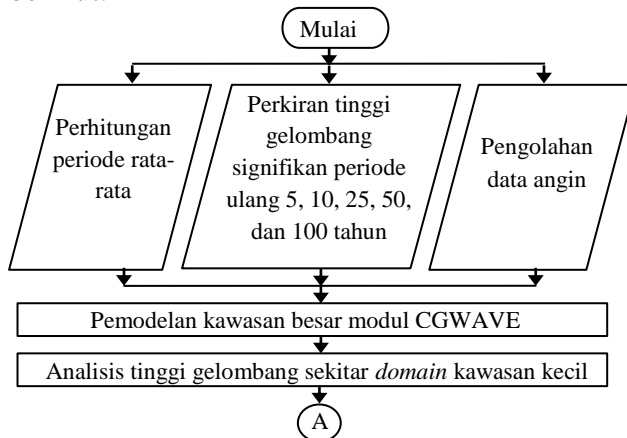 Mulai
Perhitungan
periode rata-
rata
Perkiran tinggi
gelombang
signifikan periode
ulang 5, 10, 25, 50,
dan 100 tahun
Pengolahan
data angin
Pemodelan kawasan besar modul CGWAVE
Analisis tinggi gelombang sekitar domain kawasan kecil
A